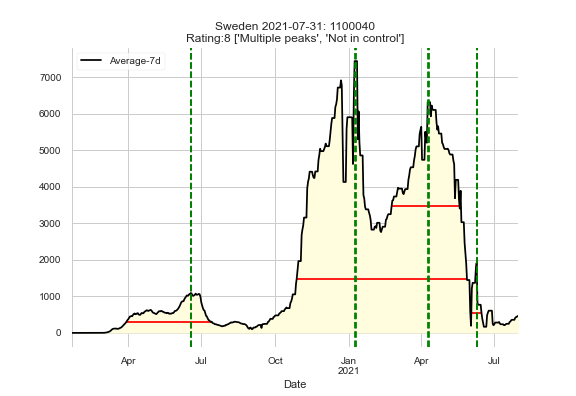 Sweden 2021-07-31: 1100040
Rating:8 ['Multiple peaks', 'Not in control']
Average-7d
7000
6000
5000
4000
3000
2000
1000
0
Apr Jul Oct Jan Apr Jul
2021
Date